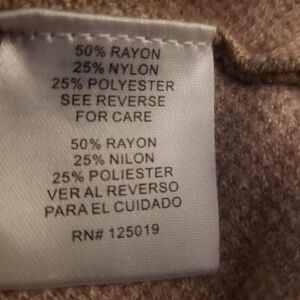 50% RAYON
25% NYLON
25% POLYESTER
SEE REVERSE
FOR CARE
50% RAYON
25% NILON
25% POLIESTER
VER AL REVERSO
PARA EL CUIDADO
RN# 125019